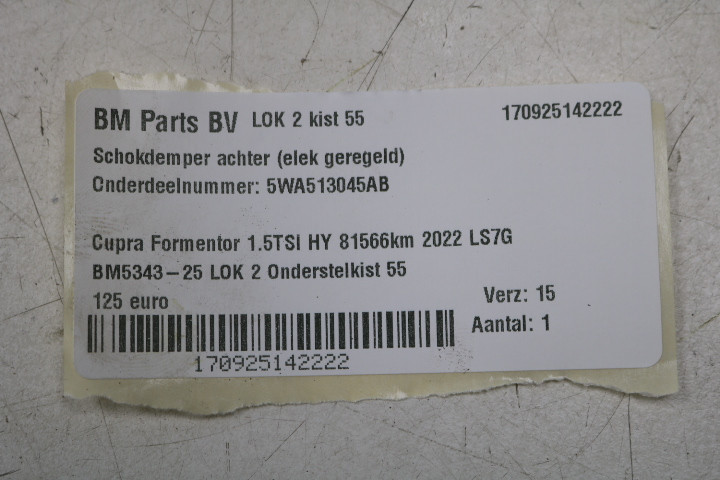 BM Parts BV LOK 2 kist 55 170925142222
Schokdemper achter (elek geregeld)
Onderdeelnummer: 5WA513045AB
Cupra Formentor 1.5TSI HY 81566km 2022 LS7G
BM5343-25 LOK 2 Onderstelkist 55
125 euro Verz: 15
Aantal: 1
170925142222